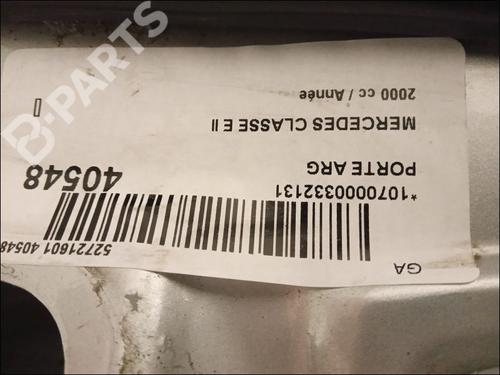 GA
52721601 40548
*1070000332131
PORTE ARG
40548
MERCEDES CLASSE E II
2000 cc / Année
B-PARTS